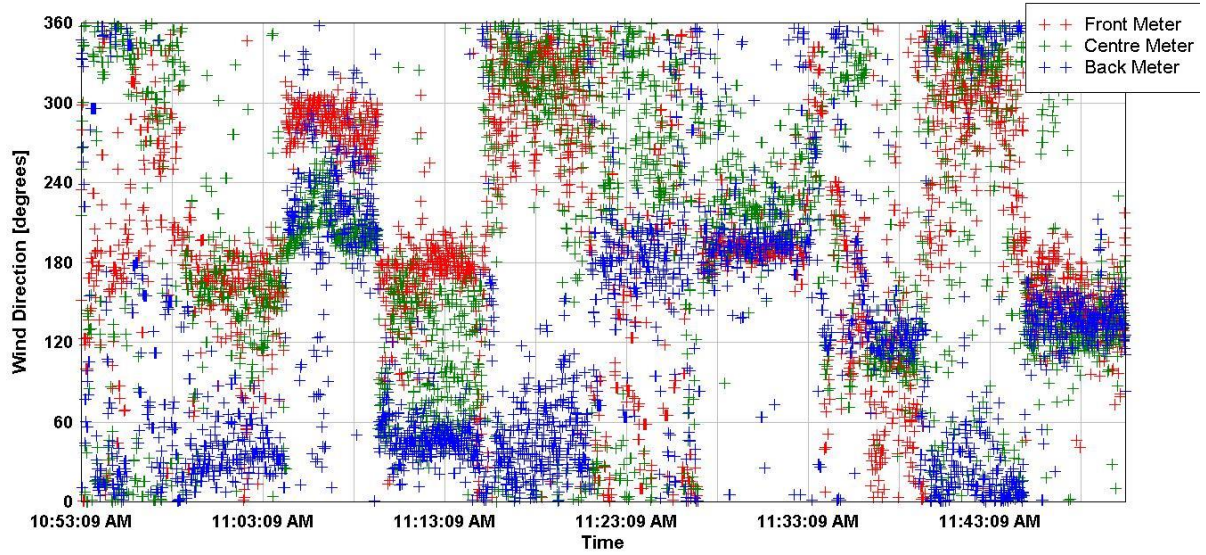 360
300
240
180
120
60
0
Wind Direction [degrees]
10:53:09 AM
11:03:09 AM
11:13:09 AM
11:23:09 AM
11:33:09 AM
11:43:09 AM
Time
Front Meter
Centre Meter
Back Meter